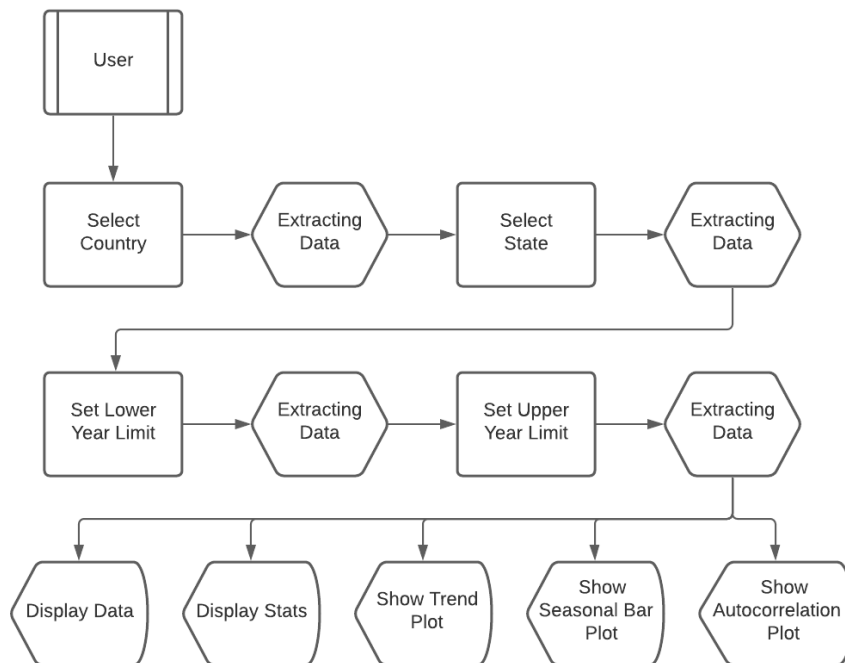 User
Select
Country
Extracting
Data
Select
State
Extracting
Data
Set Lower
Year Limit
Extracting
Data
Set Upper
Year Limit
Extracting
Data
Display Data
Display Stats
Show Trend
Plot
Show
Seasonal Bar
Plot
Show
Autocorrelation
Plot